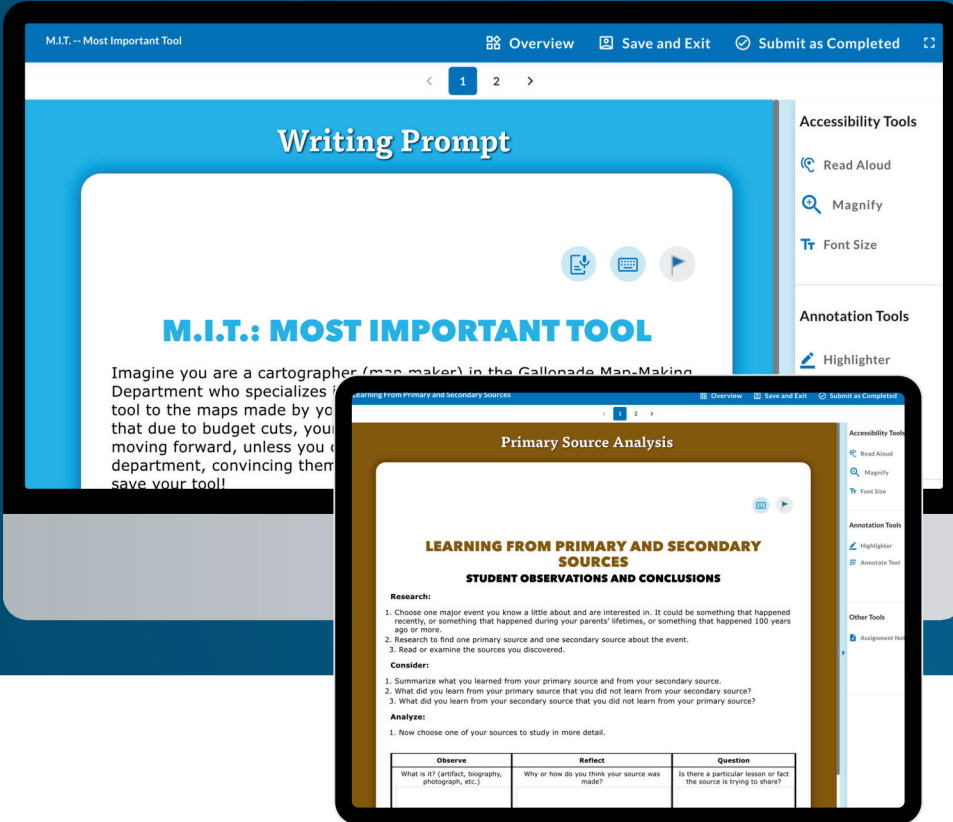 M.I.T. -- Most Important Tool
Overview
Save and Exit
Submit as Completed
1
2
Writing Prompt
Accessibility Tools
Read Aloud
Magnify
Font Size
Annotation Tools
Highlighter
M.I.T.: MOST IMPORTANT TOOL
Imagine you are a cartographer (map maker) in the Gallopade Map-Making
Department who specializes
tool to the maps made by
that due to budget cuts,
moving forward, unless you
department, convincing them
save your tool!
Learning From Primary and Secondary Sources
Overview
Save and Exit
Submit as Completed
1
2
Primary Source Analysis
Accessibility Tools
Read Aloud
Magnify
Font Size
Annotation Tools
Highlighter
Annotate Text
Other Tools
Assignment
LEARNING FROM PRIMARY AND SECONDARY
SOURCES
STUDENT OBSERVATIONS AND CONCLUSIONS
Research:
1. Choose one major event you know a little about and are interested in. It could be something that happened
recently, or something that happened during your parents' lifetimes, or something that happened 100 years
ago or more.
2. Research to find one primary source and one secondary source about the event.
3. Read or examine the sources you discovered.
Consider:
1. Summarize what you learned from your primary source and from your secondary source.
2. What did you learn from your primary source that you did not learn from your secondary source?
3. What did you learn from your secondary source that you did not learn from your primary source?
Analyze:
1. Now choose one of your sources to study in more detail.
Observe
Reflect
Question
What is it? (artifact, biography,
photograph, etc.)
Why or how do you think your source was
made?
Is there a particular lesson or fact
the source is trying to share?